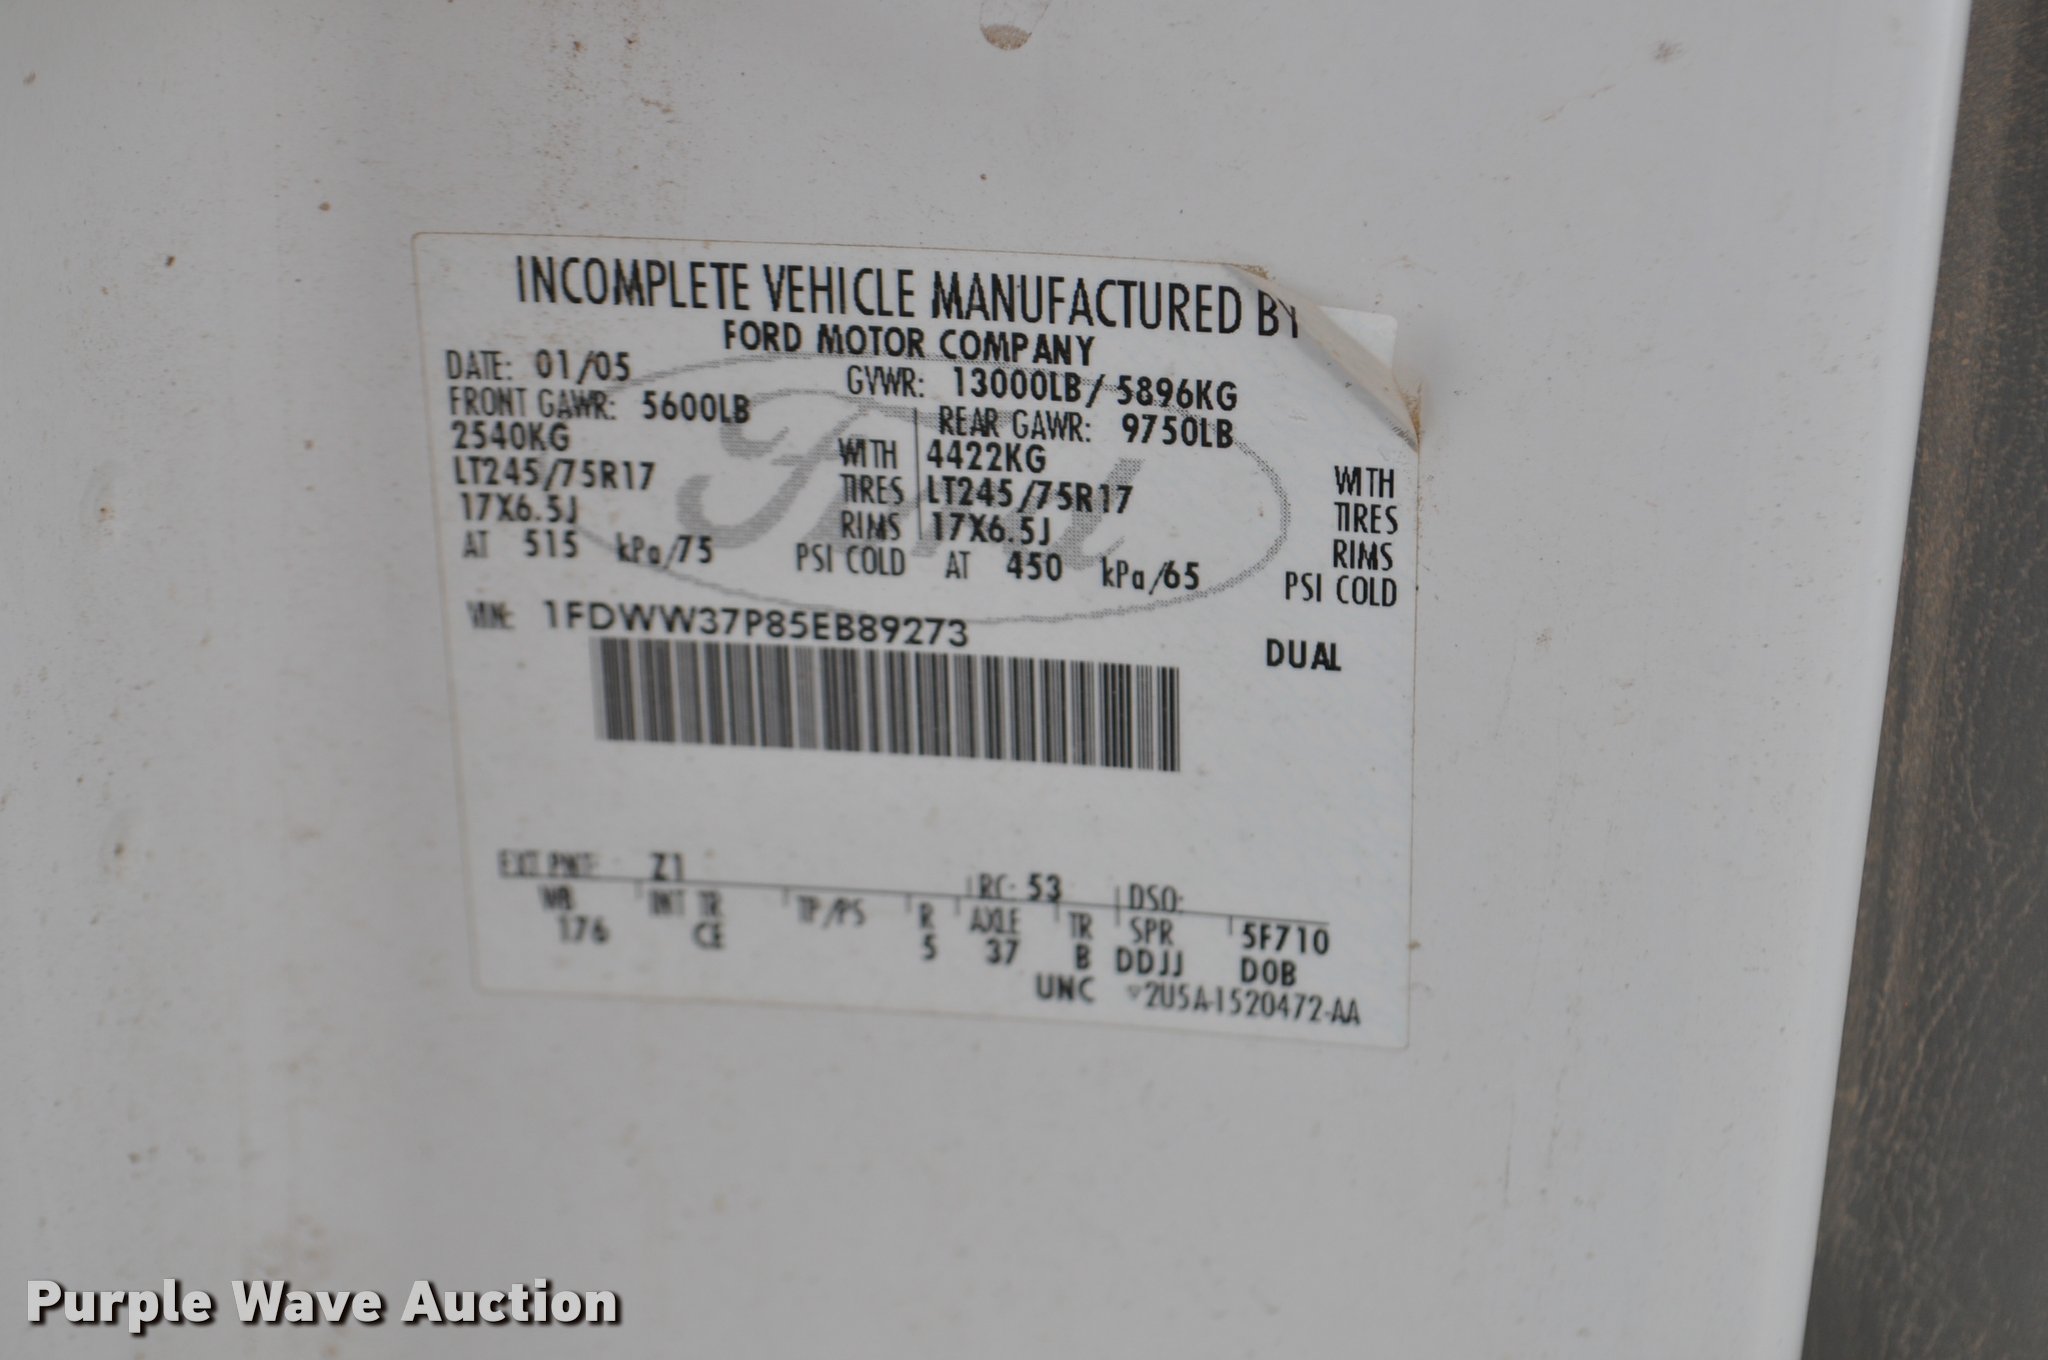 INCOMPLETE VEHICLE MANUFACTURED BY
FORD MOTOR COMPANY
DATE: 01/05 GVWR: 13000LB/ 5896KG
FRONT GAWR: 5600LB REAR GAWR: 9750LB
2540KG WITH 4422KG WITH
LT245/75R17 TIRES LT245/75R17 TIRES
17X6.5J RIMS 17X6.5J RIMS
AT 515 kPa/75 PSI COLD AT 450 kPa/65 PSI COLD
VIN: 1FDWW37P85EB89273 DUAL
EXT PNT: Z1 RC: 53 DSO:
WB INT TR TP/PS R AXLE TR SPR 5F710
176 CE 5 37 B DDJJ DOB
UNC ▽2U5A-1520472-AA
Purple Wave Auction